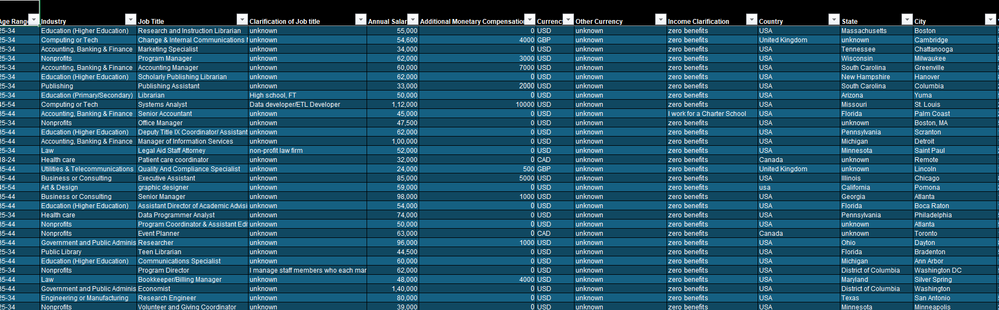 Age Rang Industry Job Title Clarification of Job title Annual Salar Additional Monetary Compensation Currenc Other Currency Income Clarification Country State City
25-34 Education (Higher Education) Research and Instruction Librarian unknown 55,000 0 USD unknown zero benefits USA Massachusetts Boston
25-34 Computing or Tech Change & Internal Communications unknown 54,600 4000 GBP unknown zero benefits United Kingdom unknown Cambridge
25-34 Accounting, Banking & Finance Marketing Specialist unknown 34,000 0 USD unknown zero benefits USA Tennessee Chattanooga
25-34 Nonprofits Program Manager unknown 62,000 3000 USD unknown zero benefits USA Wisconsin Milwaukee
25-34 Accounting, Banking & Finance Accounting Manager unknown 60,000 7000 USD unknown zero benefits USA South Carolina Greenville
25-34 Education (Higher Education) Scholarly Publishing Librarian unknown 62,000 0 USD unknown zero benefits USA New Hampshire Hanover
25-34 Publishing Publishing Assistant unknown 33,000 2000 USD unknown zero benefits USA South Carolina Columbia
25-34 Education (Primary/Secondary) Librarian High school, FT 50,000 0 USD unknown zero benefits USA Arizona Yuma
45-54 Computing or Tech Systems Analyst Data developer/ETL Developer 1,12,000 10000 USD unknown zero benefits USA Missouri St. Louis
35-44 Accounting, Banking & Finance Senior Accountant unknown 45,000 0 USD unknown I work for a Charter School USA Florida Palm Coast
25-34 Nonprofits Office Manager unknown 47,500 0 USD unknown zero benefits USA unknown Boston, MA
35-44 Education (Higher Education) Deputy Title IX Coordinator/ Assistant unknown 62,000 0 USD unknown zero benefits USA Pennsylvania Scranton
35-44 Accounting, Banking & Finance Manager of Information Services unknown 1,00,000 0 USD unknown zero benefits USA Michigan Detroit
25-34 Law Legal Aid Staff Attorney non-profit law firm 52,000 0 USD unknown zero benefits USA Minnesota Saint Paul
18-24 Health care Patient care coordinator unknown 32,000 0 CAD unknown zero benefits Canada unknown Remote
35-44 Utilities & Telecommunications Quality And Compliance Specialist unknown 24,000 500 GBP unknown zero benefits United Kingdom unknown Lincoln
35-44 Business or Consulting Executive Assistant unknown 85,000 5000 USD unknown zero benefits USA Illinois Chicago
45-54 Art & Design graphic designer unknown 59,000 0 USD unknown zero benefits usa California Pomona
35-44 Business or Consulting Senior Manager unknown 98,000 1000 USD unknown zero benefits USA Georgia Atlanta
35-44 Education (Higher Education) Assistant Director of Academic Advisi unknown 54,000 0 USD unknown zero benefits USA Florida Boca Raton
25-34 Health care Data Programmer Analyst unknown 74,000 0 USD unknown zero benefits USA Pennsylvania Philadelphia
35-44 Nonprofits Program Coordinator & Assistant Edi unknown 50,000 0 USD unknown zero benefits USA unknown Atlanta
35-44 Nonprofits Event Planner unknown 63,000 0 CAD unknown zero benefits Canada unknown Toronto
35-44 Government and Public Adminis Researcher unknown 96,000 1000 USD unknown zero benefits USA Ohio Dayton
25-34 Public Library Teen Librarian unknown 44,500 0 USD unknown zero benefits USA Florida Bradenton
35-44 Education (Higher Education) Communications Specialist unknown 60,000 0 USD unknown zero benefits USA Michigan Ann Arbor
25-34 Nonprofits Program Director I manage staff members who each mar 62,000 0 USD unknown zero benefits USA District of Columbia Washington DC
35-44 Law Bookkeeper/Billing Manager unknown 48,000 4000 USD unknown zero benefits USA Maryland Silver Spring
35-44 Government and Public Adminis Economist unknown 1,40,000 0 USD unknown zero benefits USA District of Columbia Washington
25-34 Engineering or Manufacturing Research Engineer unknown 80,000 0 USD unknown zero benefits USA Texas San Antonio
25-34 Nonprofits Volunteer and Giving Coordinator unknown 39,000 0 USD unknown zero benefits USA Minnesota Minneapolis